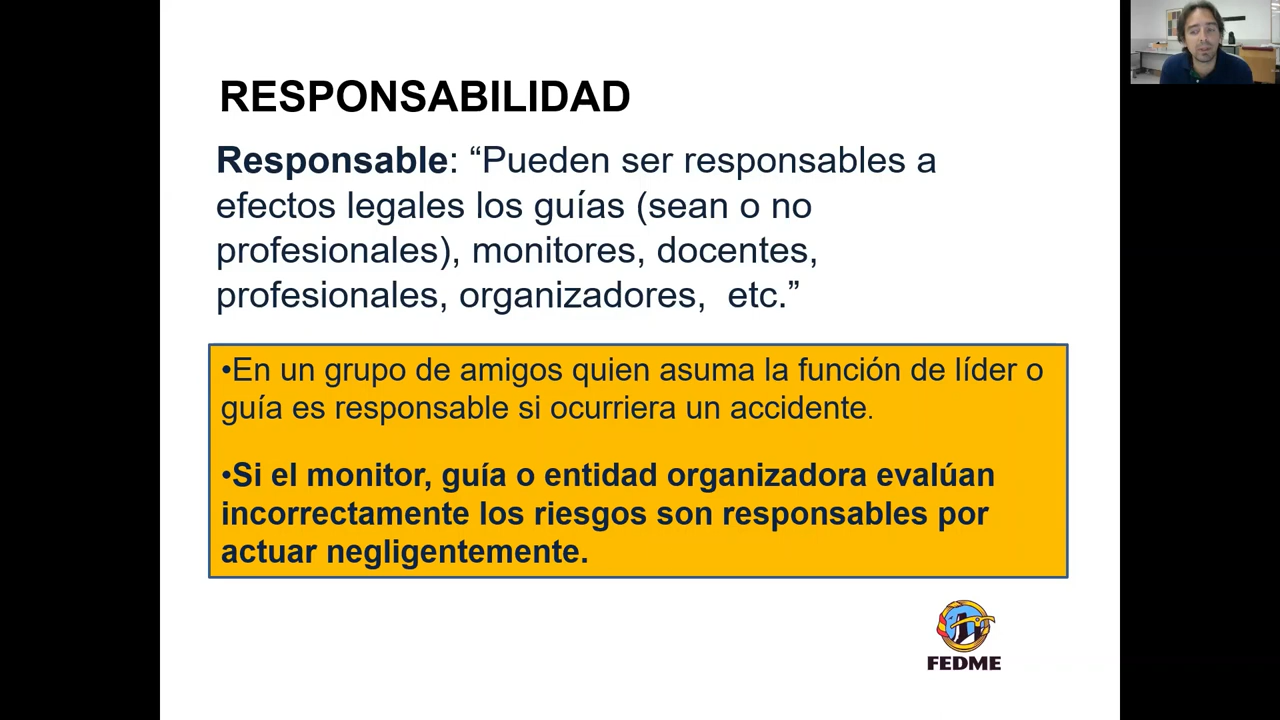 RESPONSABILIDAD
Responsable: “Pueden ser responsables a
efectos legales los guías (sean o no
profesionales), monitores, docentes,
profesionales, organizadores,  etc.”
•En un grupo de amigos quien asuma la función de líder o
guía es responsable si ocurriera un accidente.
•Si el monitor, guía o entidad organizadora evalúan
incorrectamente los riesgos son responsables por
actuar negligentemente.
FEDME